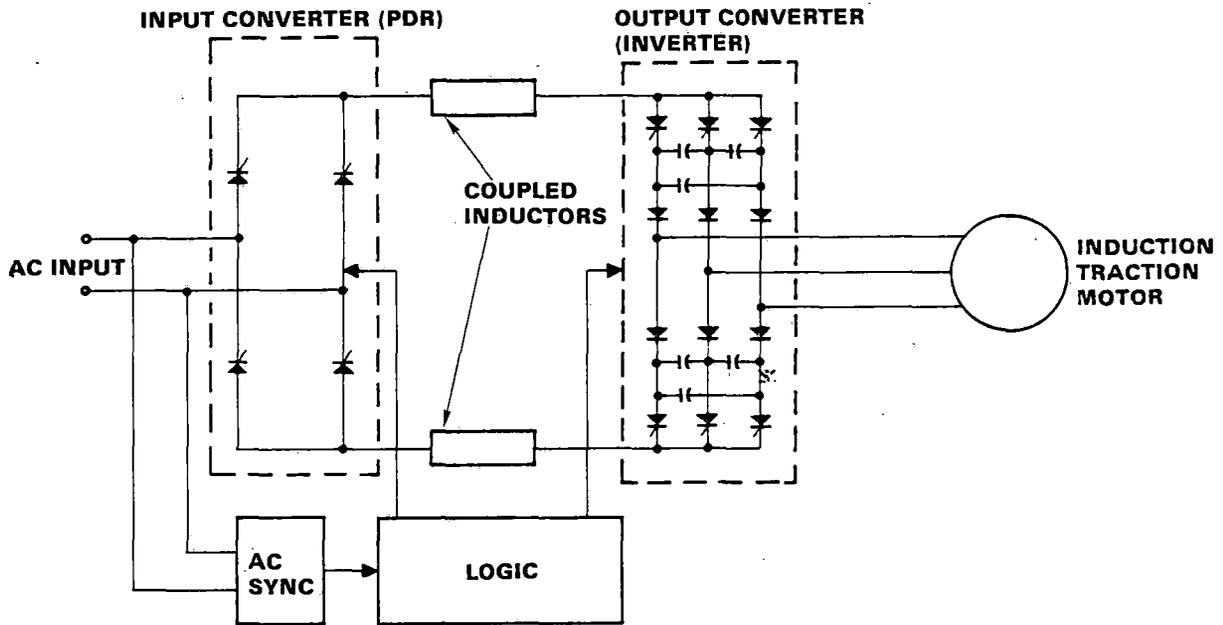 INPUT CONVERTER (PDR)
OUTPUT CONVERTER
(INVERTER)
COUPLED
INDUCTORS
AC INPUT
INDUCTION
TRACTION
MOTOR
AC
SYNC
LOGIC